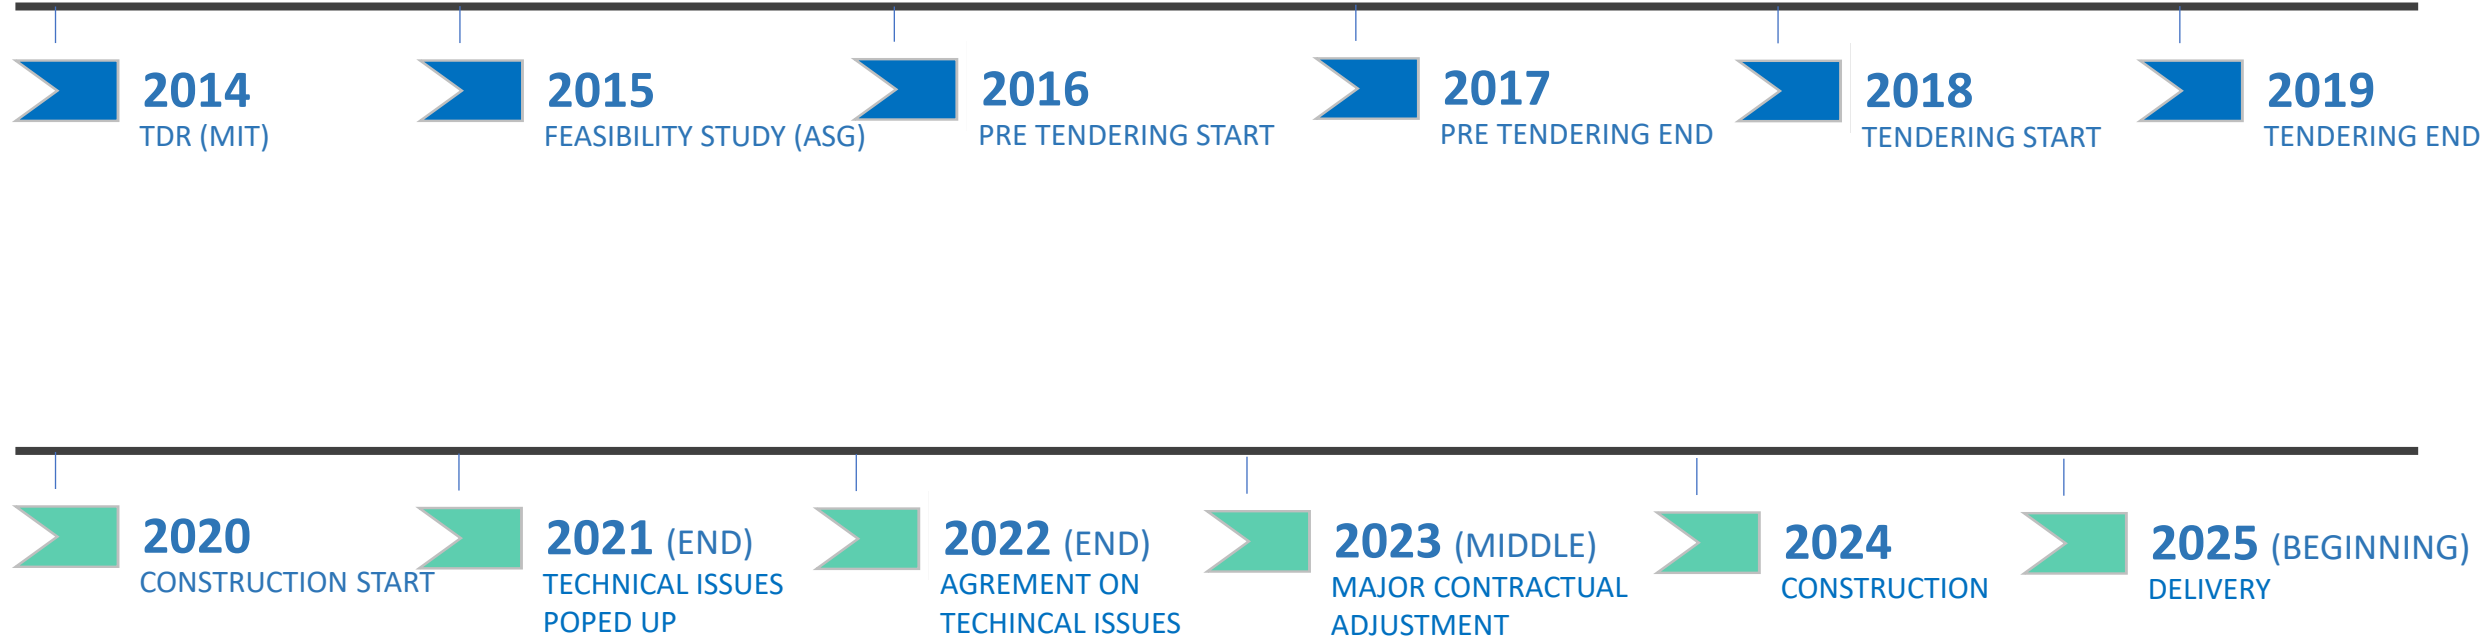 2014
TDR (MIT)
2015
FEASIBILITY STUDY (ASG)
2016
PRE TENDERING START
2017
PRE TENDERING END
2018
TENDERING START
2019
TENDERING END
2020
CONSTRUCTION START
2021 (END)
TECHNICAL ISSUES
POPED UP
2022 (END)
AGREMENT ON
TECHINCAL ISSUES
2023 (MIDDLE)
MAJOR CONTRACTUAL
ADJUSTMENT
2024
CONSTRUCTION
2025 (BEGINNING)
DELIVERY